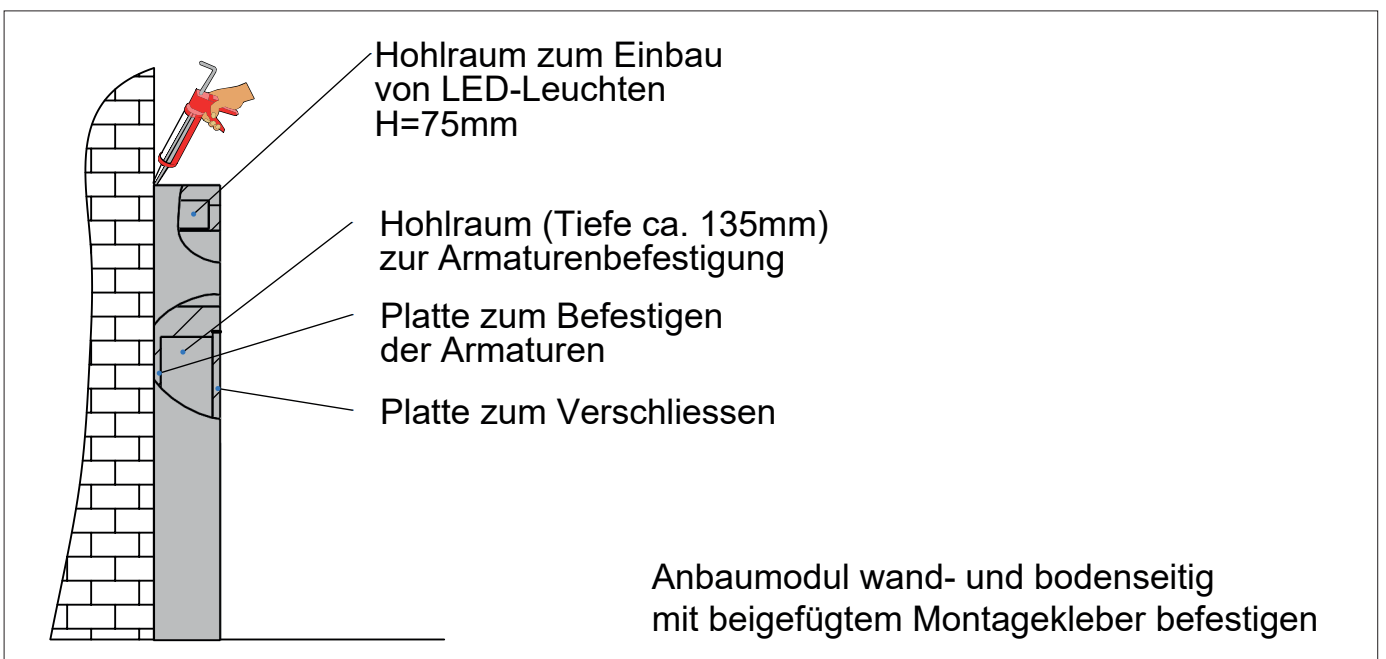 Hohlraum zum Einbau
von LED-Leuchten
H=75mm
Hohlraum (Tiefe ca. 135mm)
zur Armaturenbefestigung
Platte zum Befestigen
der Armaturen
Platte zum Verschliessen
Anbaumodul wand- und bodenseitig
mit beigefügtem Montagekleber befestigen